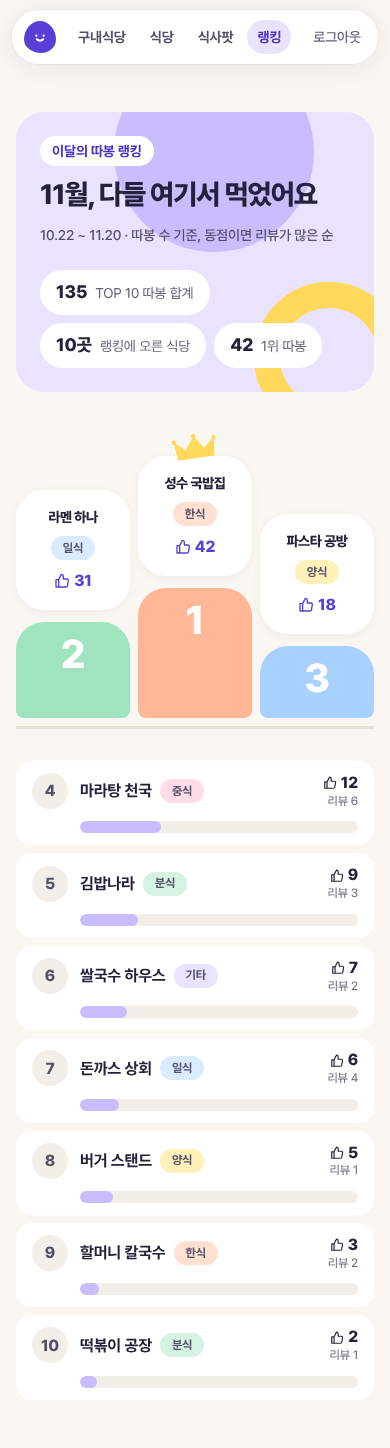 구내식당 식당 식사팟 랭킹 로그아웃
이달의 따봉 랭킹
11월, 다들 여기서 먹었어요
10.22 ~ 11.20 · 따봉 수 기준, 동점이면 리뷰가 많은 순
135 TOP 10 따봉 합계
10곳 랭킹에 오른 식당
42 1위 따봉
라멘 하나
일식
31
2
성수 국밥집
한식
42
1
파스타 공방
양식
18
3
4 마라탕 천국 중식 12
리뷰 6
5 김밥나라 분식 9
리뷰 3
6 쌀국수 하우스 기타 7
리뷰 2
7 돈까스 상회 일식 6
리뷰 4
8 버거 스탠드 양식 5
리뷰 1
9 할머니 칼국수 한식 3
리뷰 2
10 떡볶이 공장 분식 2
리뷰 1